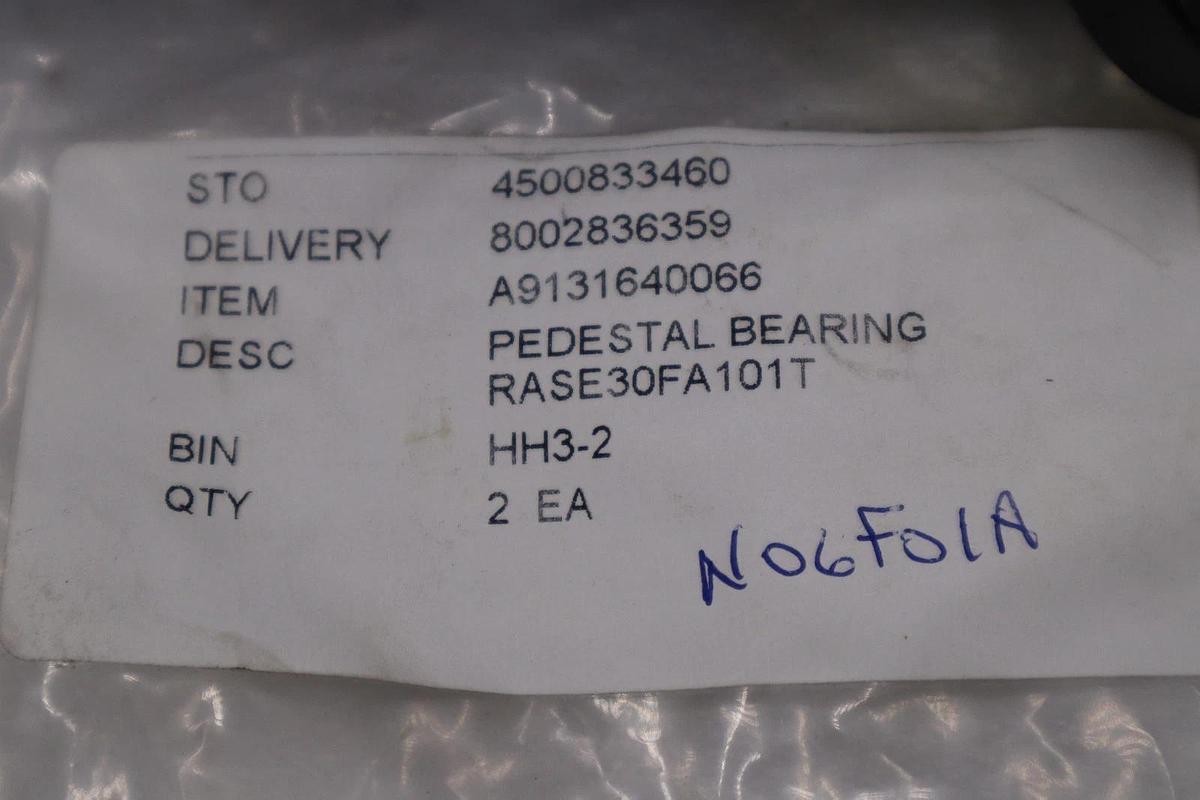 STO 4500833460
DELIVERY 8002836359
ITEM A9131640066
DESC PEDESTAL BEARING
RASE30FA101T
BIN HH3-2
QTY 2 EA
N06F01A